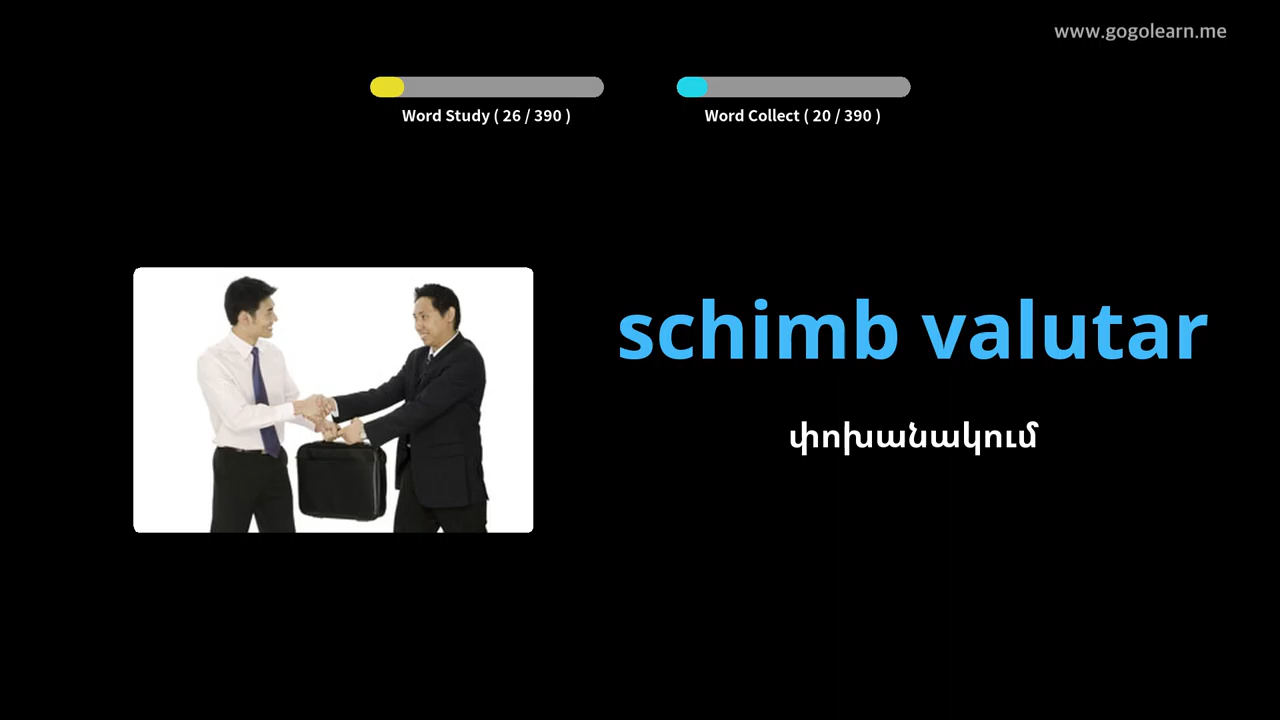 www.gogolearn.me
Word Study ( 26 / 390 )
Word Collect ( 20 / 390 )
schimb valutar
փոխանակում